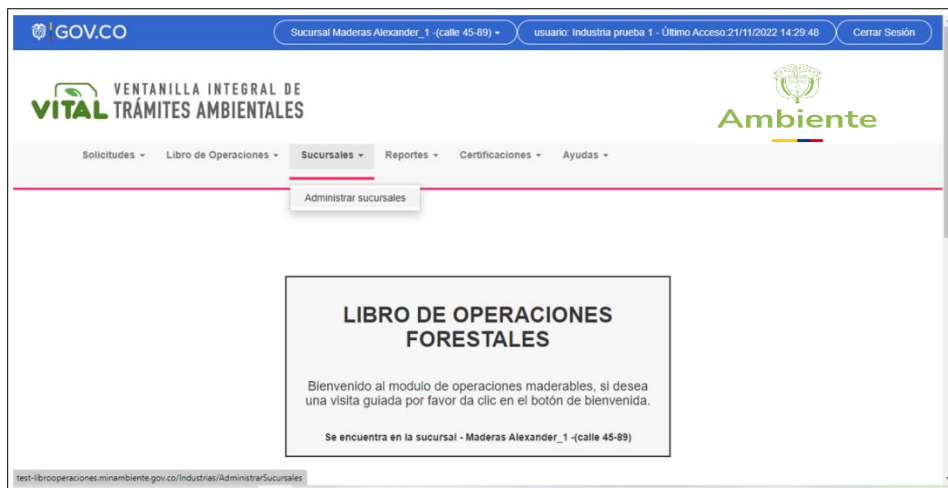 GOV.CO
Sucursal Maderas Alexander_1 -(calle 45-89)
usuario: Industria prueba 1 - Último Acceso:21/11/2022 14:29:48
Cerrar Sesión
VITAL
VENTANILLA INTEGRAL DE
TRÁMITES AMBIENTALES
Ambiente
Solicitudes Libro de Operaciones Sucursales Reportes Certificaciones Ayudas
Administrar sucursales
LIBRO DE OPERACIONES
FORESTALES
Bienvenido al modulo de operaciones maderables, si desea
una visita guiada por favor da clic en el botón de bienvenida.
Se encuentra en la sucursal - Maderas Alexander_1 -(calle 45-89)
test-librooperaciones.minambiente.gov.co/Industrias/AdministrarSucursales